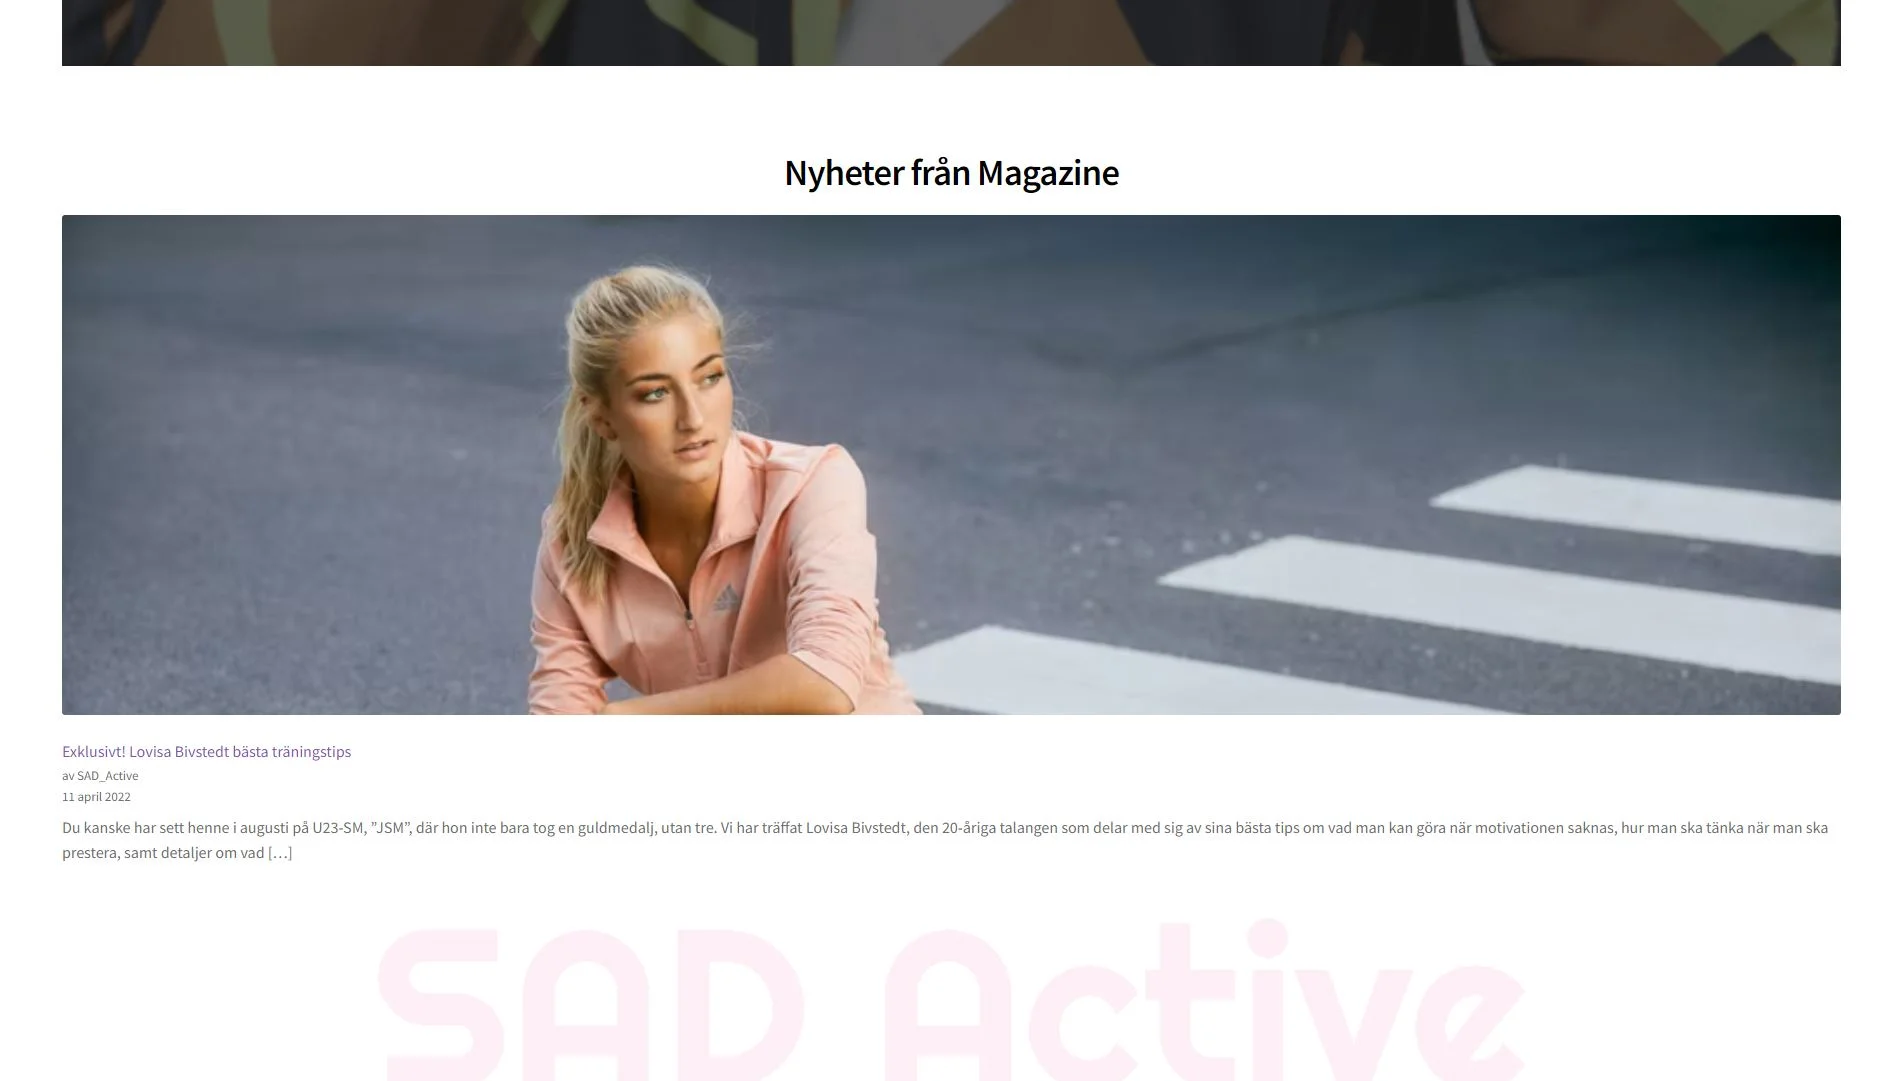 Nyheter från Magazine
Exklusivt! Lovisa Bivstedt bästa träningstips
av SAD_Active
11 april 2022
Du kanske har sett henne i augusti på U23-SM, ”JSM”, där hon inte bara tog en guldmedalj, utan tre. Vi har träffat Lovisa Bivstedt, den 20-åriga talangen som delar med sig av sina bästa tips om vad man kan göra när motivationen saknas, hur man ska tänka när man ska
prestera, samt detaljer om vad […]
SAD Active